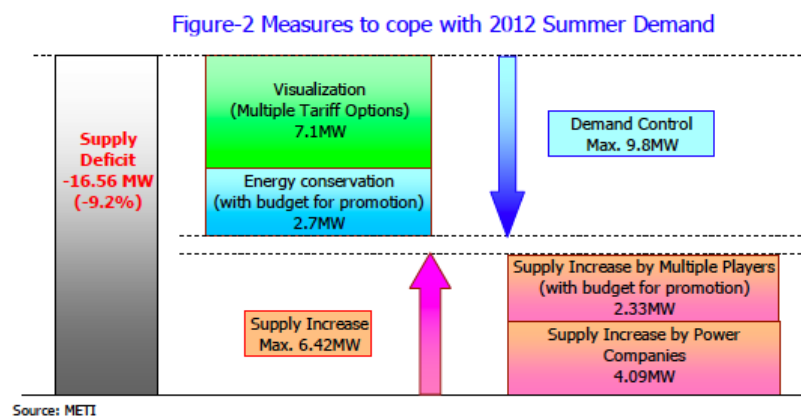 Figure-2 Measures to cope with 2012 Summer Demand
Supply
Deficit
-16.56 MW
(-9.2%)
Visualization
(Multiple Tariff Options)
7.1MW
Energy conservation
(with budget for promotion)
2.7MW
Demand Control
Max. 9.8MW
Supply Increase
Max. 6.42MW
Supply Increase by Multiple Players
(with budget for promotion)
2.33MW
Supply Increase by Power
Companies
4.09MW
Source: METI